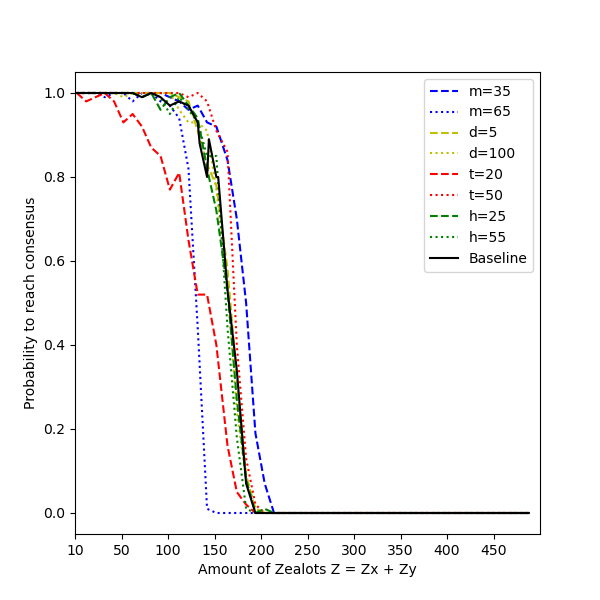 Probability to reach consensus
1.0
0.8
0.6
0.4
0.2
0.0
m=35
m=65
d=5
d=100
t=20
t=50
h=25
h=55
Baseline
10 50 100 150 200 250 300 350 400 450
Amount of Zealots Z = Zx + Zy